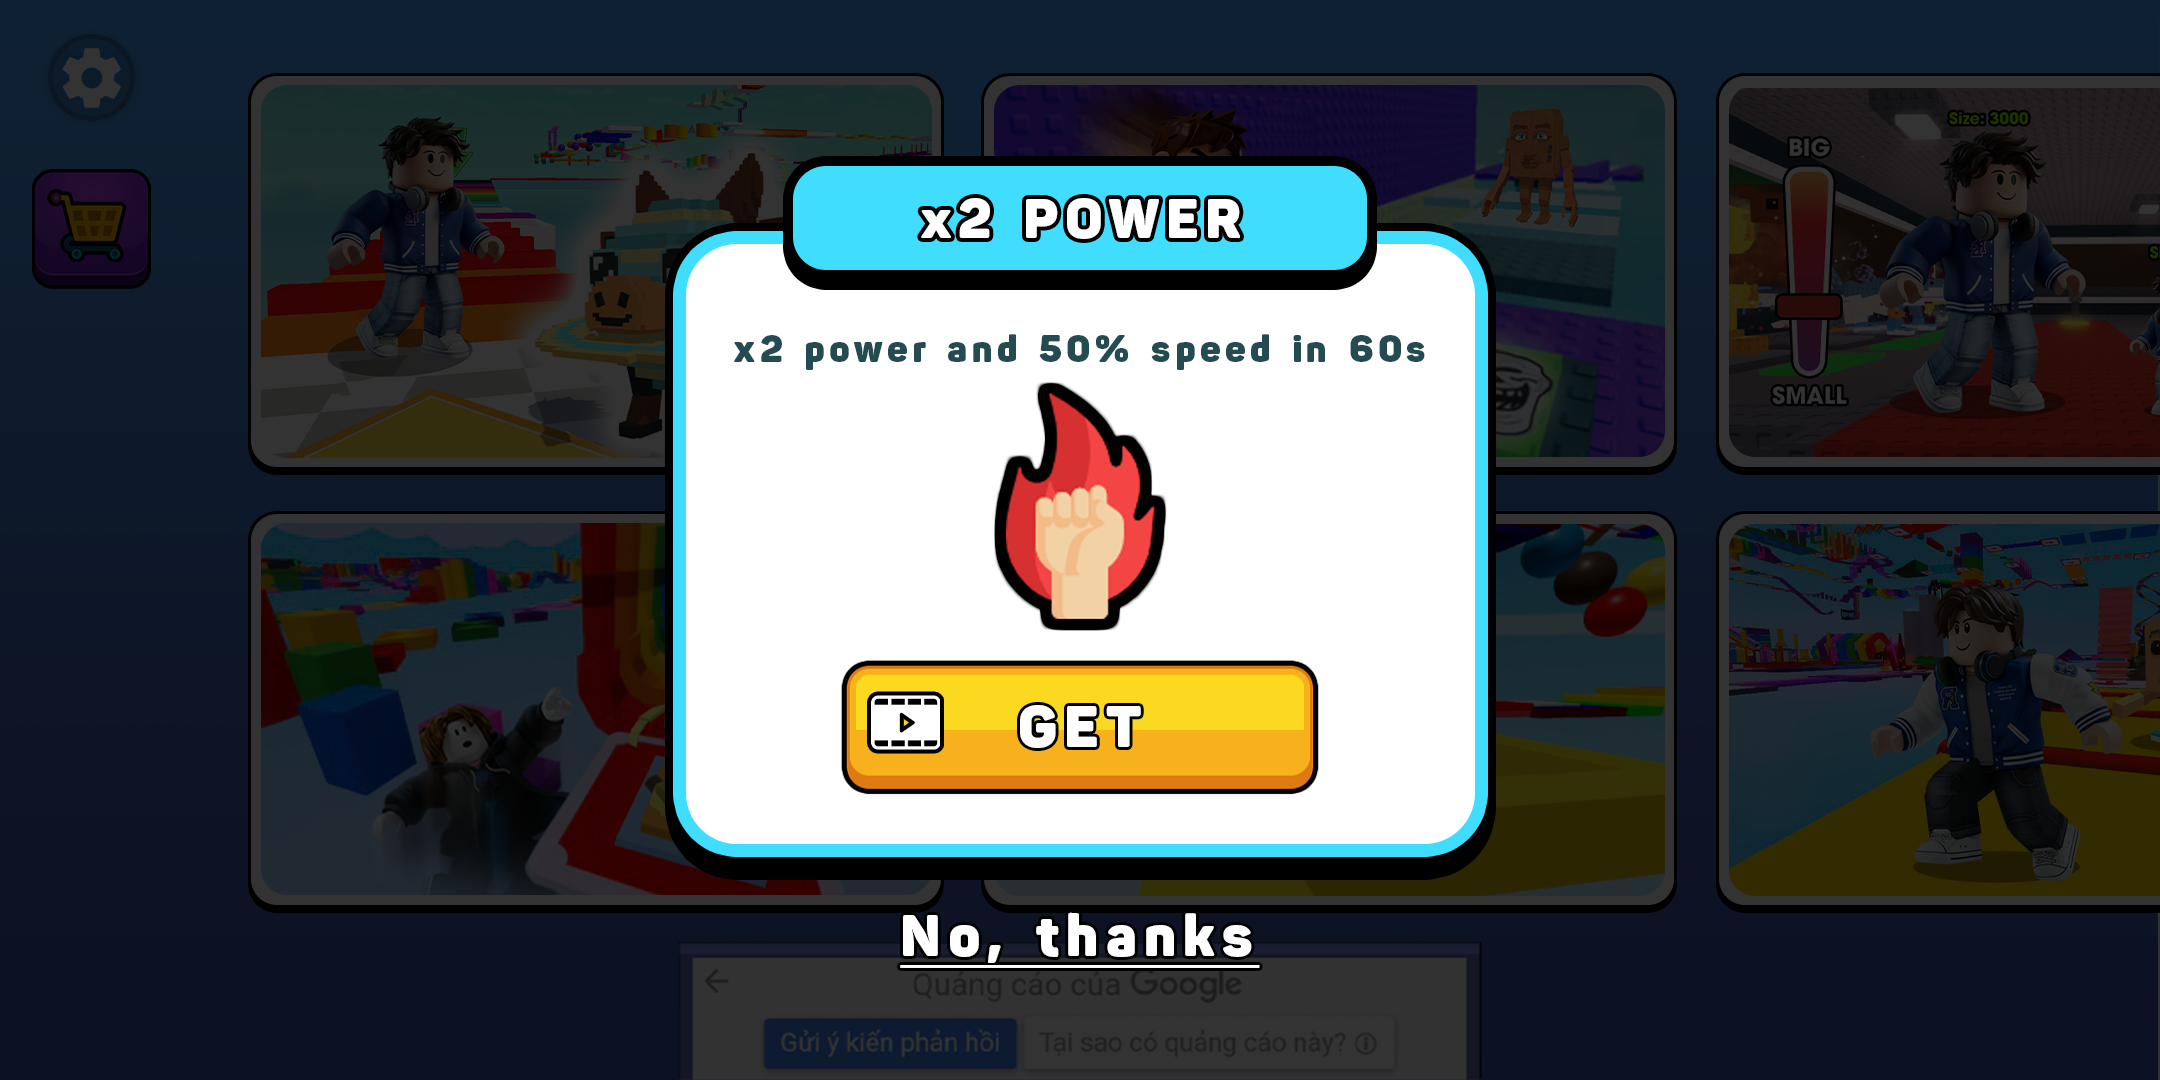 Size: 3000
BIG
x2 POWER
x2 power and 50% speed in 60s
SMALL
GET
No, thanks
Quảng cáo của Google
Gửi ý kiến phản hồi
Tại sao có quảng cáo này?